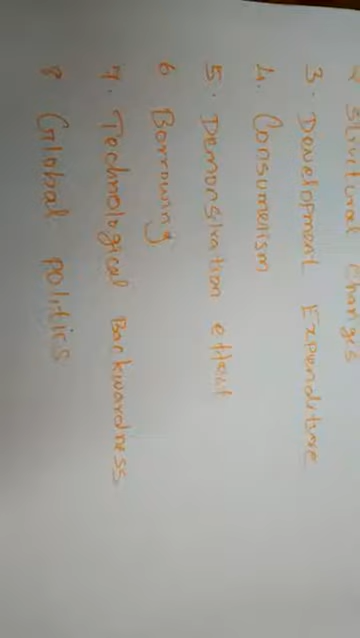 Structural changes
3. Development Expenditure
4. Consumerism
5. Demonstration effect
6 Borrowing
7. Technological Backwardness
8 Global politics